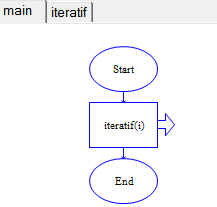 main iteratif
Start
iteratif(i)
End